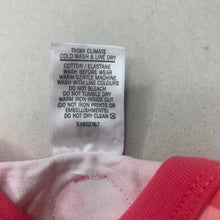 THINK CLIMATE
COLD WASH & LINE DRY
COTTON / ELASTANE
WASH BEFORE WEAR
WARM GENTLE MACHINE
WASH WITH LIKE COLOURS
DO NOT BLEACH
DO NOT TUMBLE DRY
WARM IRON INSIDE OUT
(DO NOT IRON PRINTS OR
EMBELLISHMENTS)
DO NOT DRY CLEAN